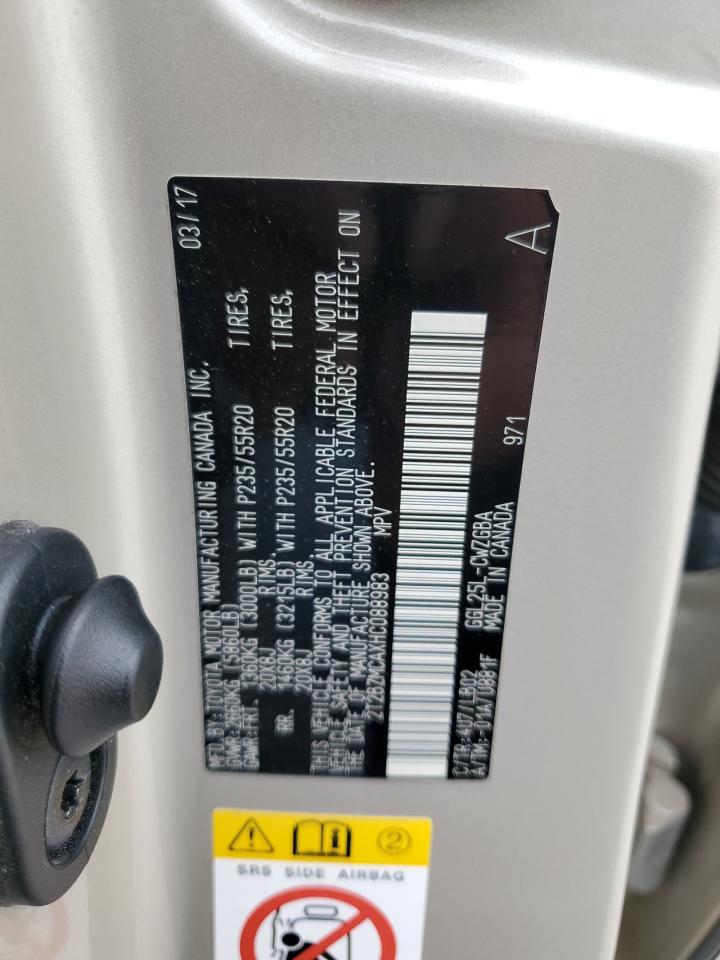 MFD. BY: TOYOTA MOTOR MANUFACTURING CANADA INC. 03/17
GVWR: 2660KG (5860LB)
GAWR: FRT. 1360KG (3000LB) WITH P235/55R20 TIRES,
20X8J RIMS.
RR. 1460KG (3215LB) WITH P235/55R20 TIRES,
20X8J RIMS.
THIS VEHICLE CONFORMS TO ALL APPLICABLE FEDERAL MOTOR
VEHICLE SAFETY AND THEFT PREVENTION STANDARDS IN EFFECT ON
THE DATE OF MANUFACTURE SHOWN ABOVE.
MPV
C/TR: 4U7/LB02 GGL25L-CWZGBA
MADE IN CANADA 971 A
2
SRS SIDE AIRBAG